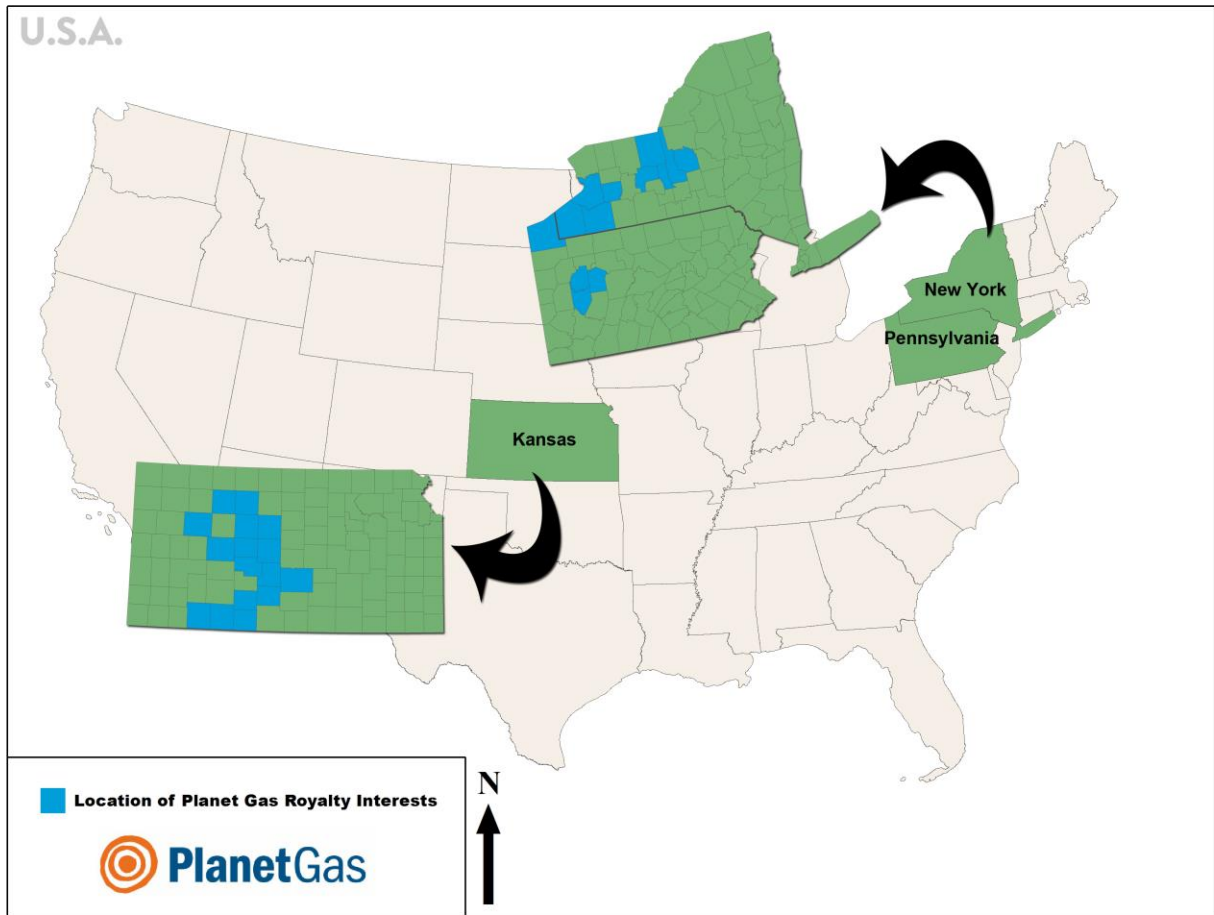 U.S.A.
New York
Pennsylvania
Kansas
N
Location of Planet Gas Royalty Interests
PlanetGas